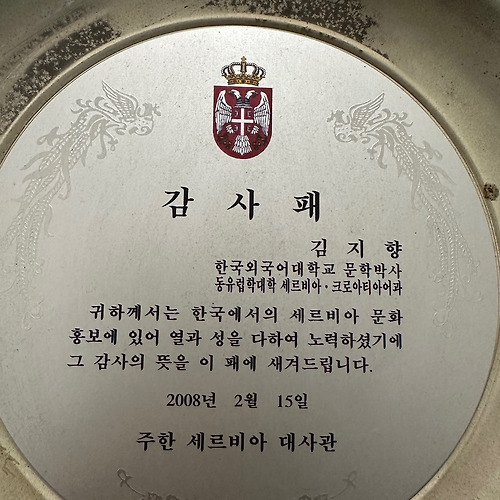 감 사 패
김 지 향
한국외국어대학교 문학박사
동유럽학대학 세르비아·크로아티아어과
귀하께서는 한국에서의 세르비아 문화
홍보에 있어 열과 성을 다하여 노력하셨기에
그 감사의 뜻을 이 패에 새겨드립니다.
2008년 2월 15일
주한 세르비아 대사관